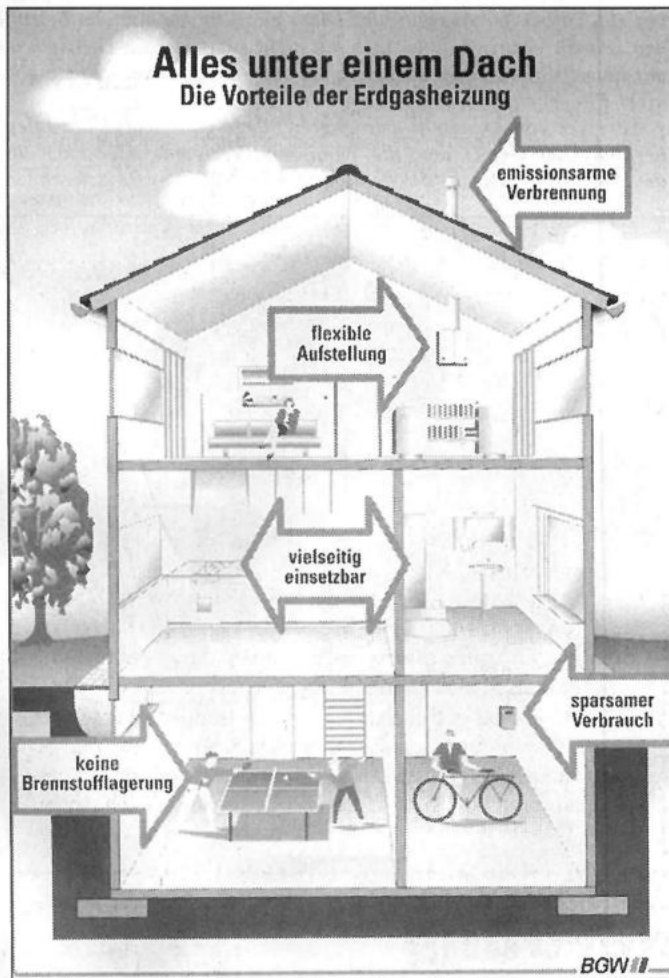 Alles unter einem Dach
Die Vorteile der Erdgasheizung
emissionsarme
Verbrennung
flexible
Aufstellung
vielseitig
einsetzbar
sparsamer
Verbrauch
keine
Brennstofflagerung
BGW